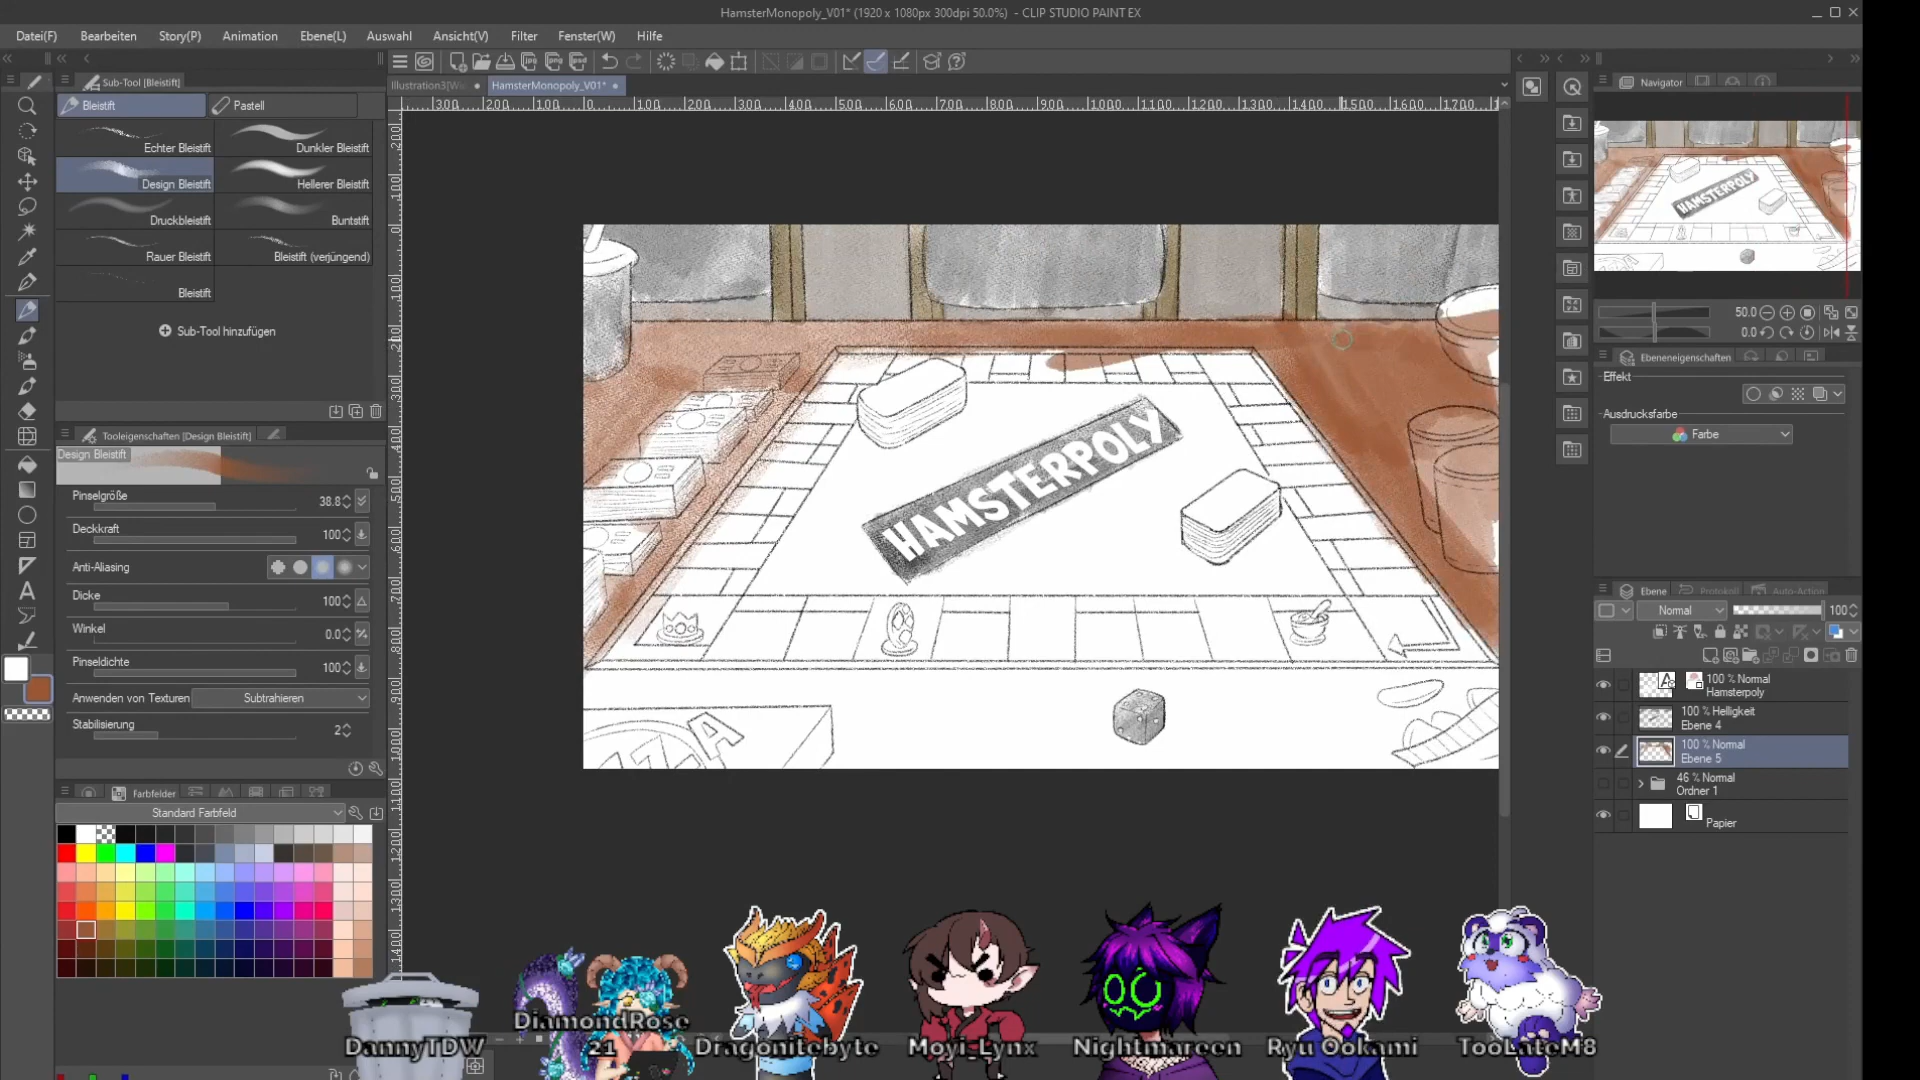 HamsterMonopoly_V01* (1920 x 1080px 300dpi 50.0%) - CLIP STUDIO PAINT EX
Datei(F) Bearbeiten Story(P) Animation Ebene(L) Auswahl Ansicht(V) Filter Fenster(W) Hilfe
Sub-Tool [Bleistift]
Bleistift Pastell
Echter Bleistift Dunkler Bleistift
Design Bleistift Hellerer Bleistift
Druckbleistift Buntstift
Rauer Bleistift Bleistift (verjüngend)
Bleistift
Sub-Tool hinzufügen
Tooleigenschaften [Design Bleistift]
Design Bleistift
Pinselgröße 38.8
Deckkraft 100
Anti-Aliasing
Dicke 100
Winkel 0.0
Pinseldichte 100
Anwenden von Texturen Subtrahieren
Stabilisierung 2
Farbfelder
Standard Farbfeld
HamsterMonopoly_V01*
HAMSTERPOLY
Navigator
HAMSTERPOLY
50.0
0.0
Ebeneneigenschaften
Effekt
Ausdrucksfarbe
Farbe
Ebene Protokoll Auto-Action
Normal 100
100 % Normal
Hamsterpoly
100 % Helligkeit
Ebene 4
100 % Normal
Ebene 5
46 % Normal
Ordner 1
Papier
DannyTDW
DiamondRose
21
Dragonitebyte
Moyi_Lynx
Nightmareon
Ryu Ookami
TooLateM8